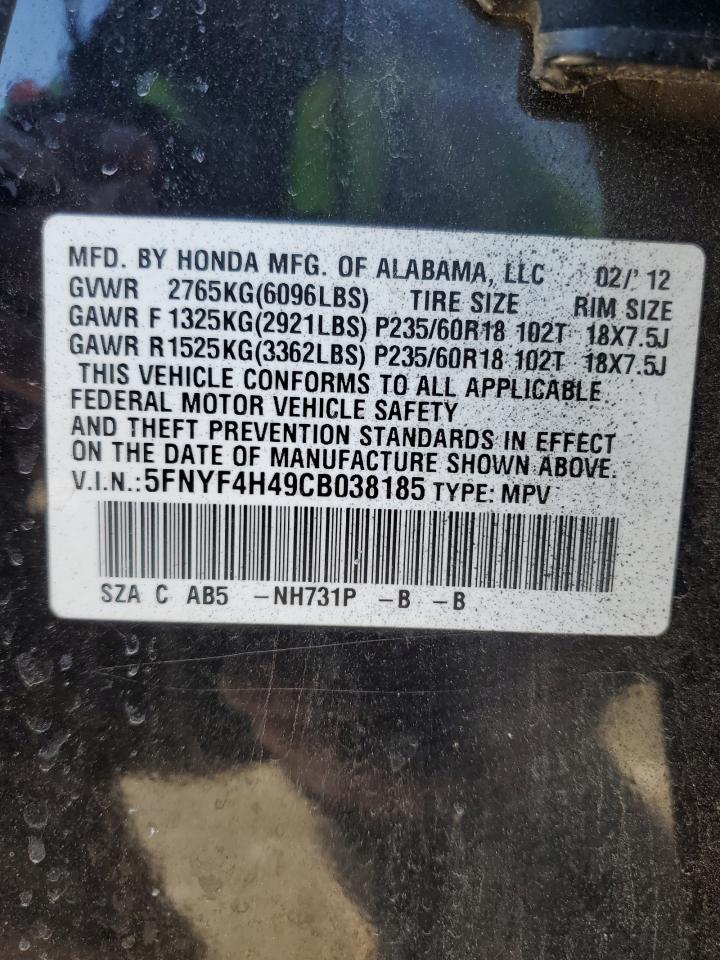 MFD. BY HONDA MFG. OF ALABAMA, LLC 02/'12
GVWR 2765KG(6096LBS) TIRE SIZE RIM SIZE
GAWR F 1325KG(2921LBS) P235/60R18 102T 18X7.5J
GAWR R 1525KG(3362LBS) P235/60R18 102T 18X7.5J
THIS VEHICLE CONFORMS TO ALL APPLICABLE
FEDERAL MOTOR VEHICLE SAFETY
AND THEFT PREVENTION STANDARDS IN EFFECT
ON THE DATE OF MANUFACTURE SHOWN ABOVE.
V.I.N.:5FNYF4H49CB038185 TYPE: MPV
SZA C AB5 -NH731P -B -B